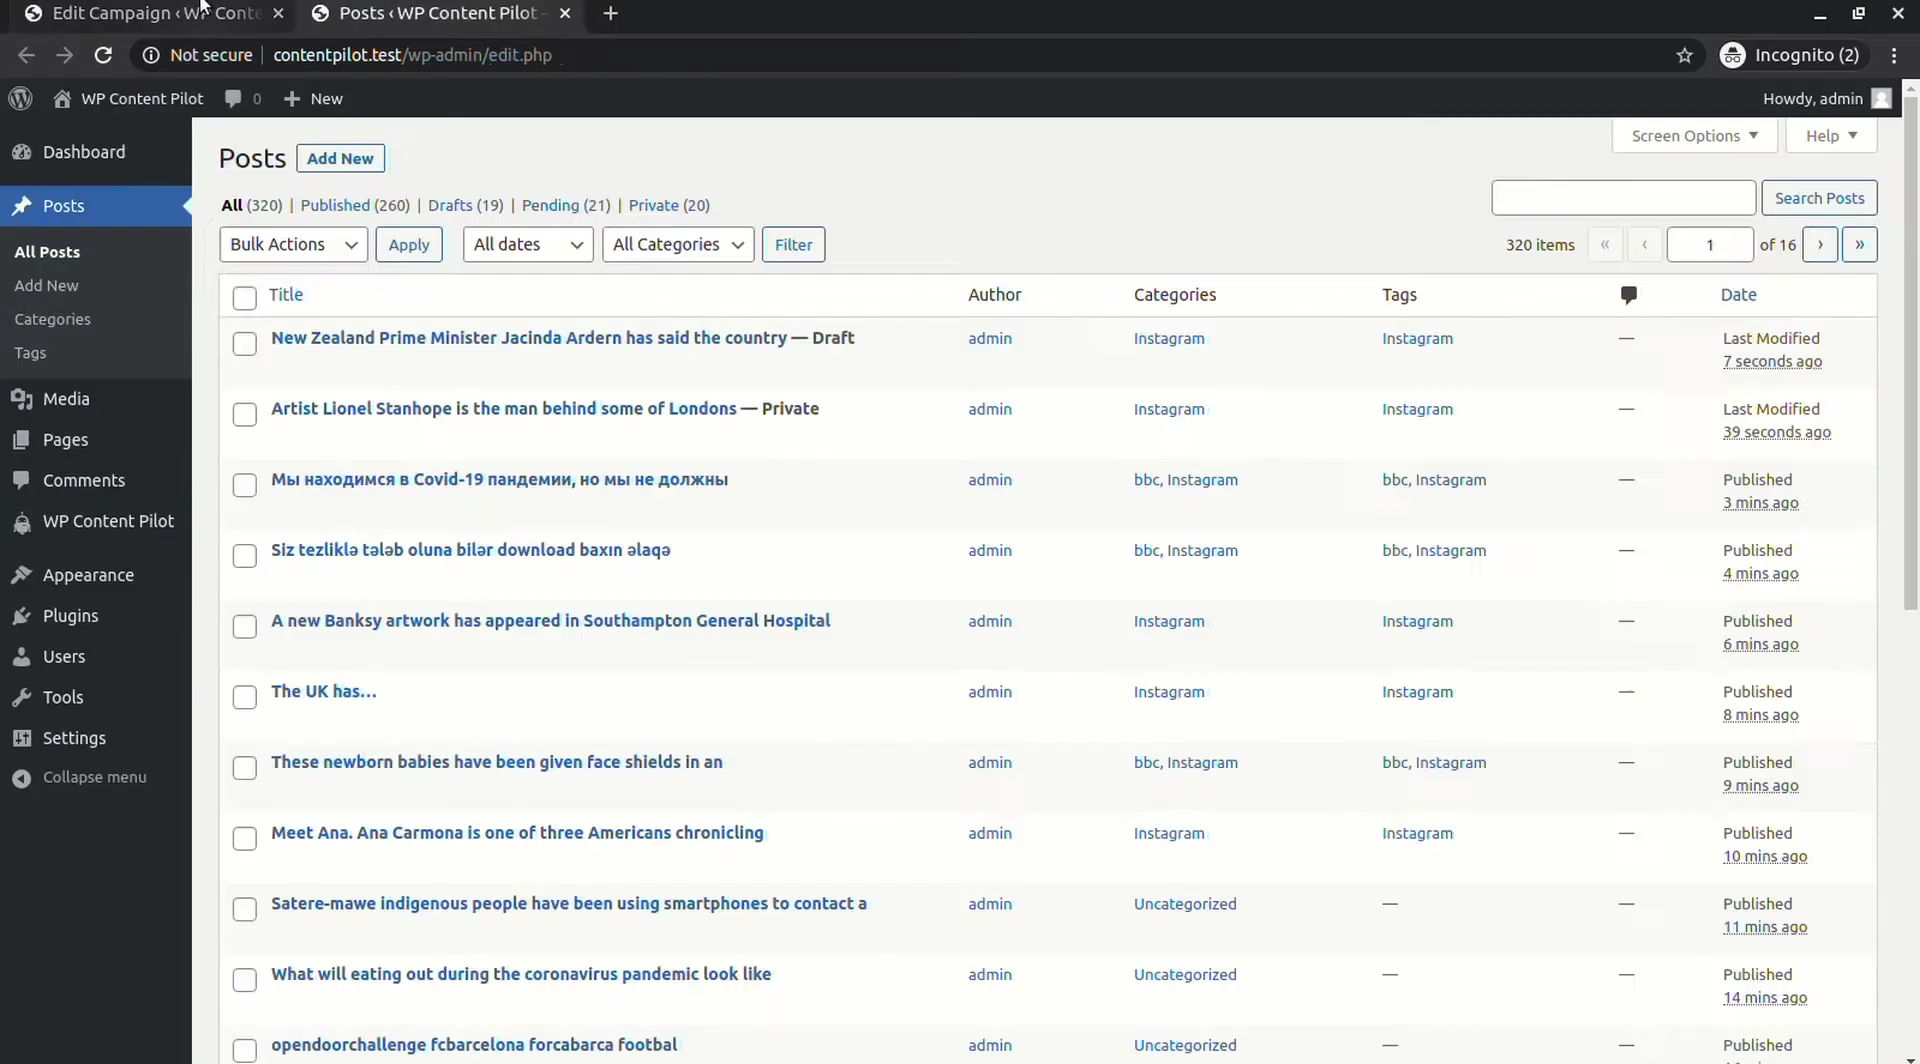 Edit Campaign ‹ WP Conte
Posts ‹ WP Content Pilot –
Not secure
contentpilot.test/wp-admin/edit.php
Incognito (2)
WP Content Pilot
0
New
Howdy, admin
Screen Options
Help
Dashboard
Posts
All Posts
Add New
Categories
Tags
Media
Pages
Comments
WP Content Pilot
Appearance
Plugins
Users
Tools
Settings
Collapse menu
Posts
Add New
All (320) | Published (260) | Drafts (19) | Pending (21) | Private (20)
Search Posts
Bulk Actions
Apply
All dates
All Categories
Filter
320 items « ‹ 1 of 16 › »
Title Author Categories Tags Date
New Zealand Prime Minister Jacinda Ardern has said the country — Draft admin Instagram Instagram — Last Modified
7 seconds ago
Artist Lionel Stanhope is the man behind some of Londons — Private admin Instagram Instagram — Last Modified
39 seconds ago
Мы находимся в Covid-19 пандемии, но мы не должны admin bbc, Instagram bbc, Instagram — Published
3 mins ago
Siz tezliklə tələb oluna bilər download baxın əlaqə admin bbc, Instagram bbc, Instagram — Published
4 mins ago
A new Banksy artwork has appeared in Southampton General Hospital admin Instagram Instagram — Published
6 mins ago
The UK has… admin Instagram Instagram — Published
8 mins ago
These newborn babies have been given face shields in an admin bbc, Instagram bbc, Instagram — Published
9 mins ago
Meet Ana. Ana Carmona is one of three Americans chronicling admin Instagram Instagram — Published
10 mins ago
Satere-mawe indigenous people have been using smartphones to contact a admin Uncategorized — — Published
11 mins ago
What will eating out during the coronavirus pandemic look like admin Uncategorized — — Published
14 mins ago
opendoorchallenge fcbarcelona forcabarca footbal admin Uncategorized — — Published